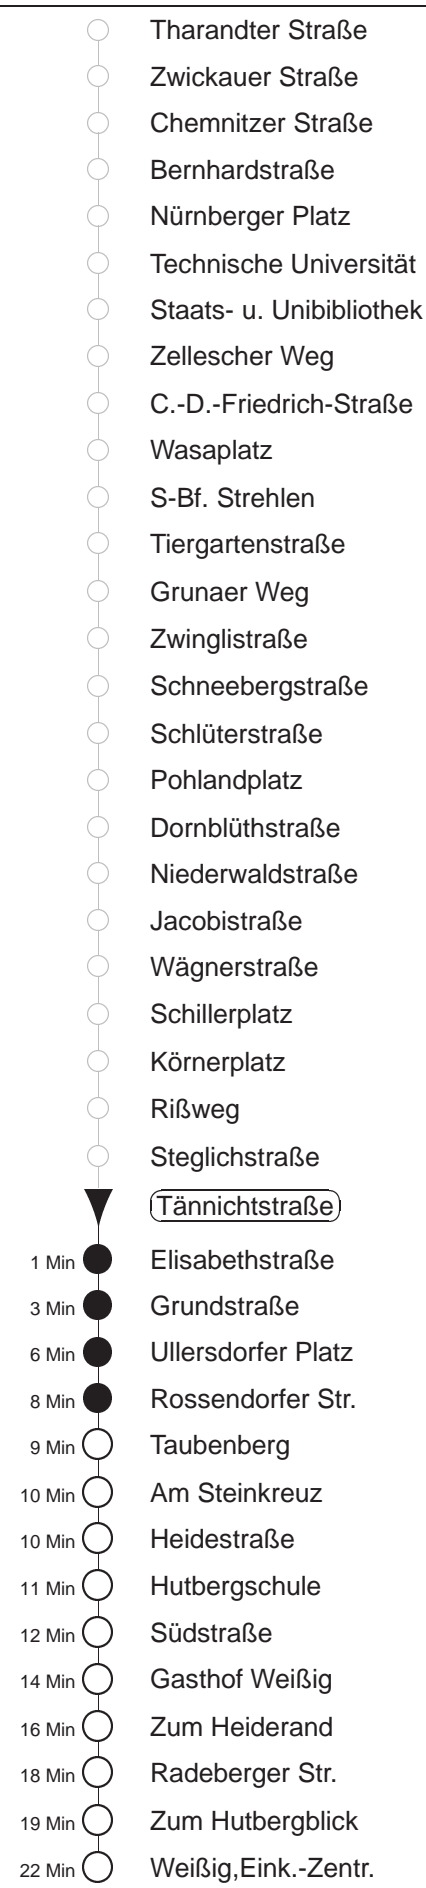 Tharandter Straße
Zwickauer Straße
Chemnitzer Straße
Bernhardstraße
Nürnberger Platz
Technische Universität
Staats- u. Unibibliothek
Zellescher Weg
C.-D.-Friedrich-Straße
Wasaplatz
S-Bf. Strehlen
Tiergartenstraße
Grunaer Weg
Zwinglistraße
Schneebergstraße
Schlüterstraße
Pohlandplatz
Dornblüthstraße
Niederwaldstraße
Jacobistraße
Wägnerstraße
Schillerplatz
Körnerplatz
Rißweg
Steglichstraße
Tännichtstraße
1 Min Elisabethstraße
3 Min Grundstraße
6 Min Ullersdorfer Platz
8 Min Rossendorfer Str.
9 Min Taubenberg
10 Min Am Steinkreuz
10 Min Heidestraße
11 Min Hutbergschule
12 Min Südstraße
14 Min Gasthof Weißig
16 Min Zum Heiderand
18 Min Radeberger Str.
19 Min Zum Hutbergblick
22 Min Weißig,Eink.-Zentr.